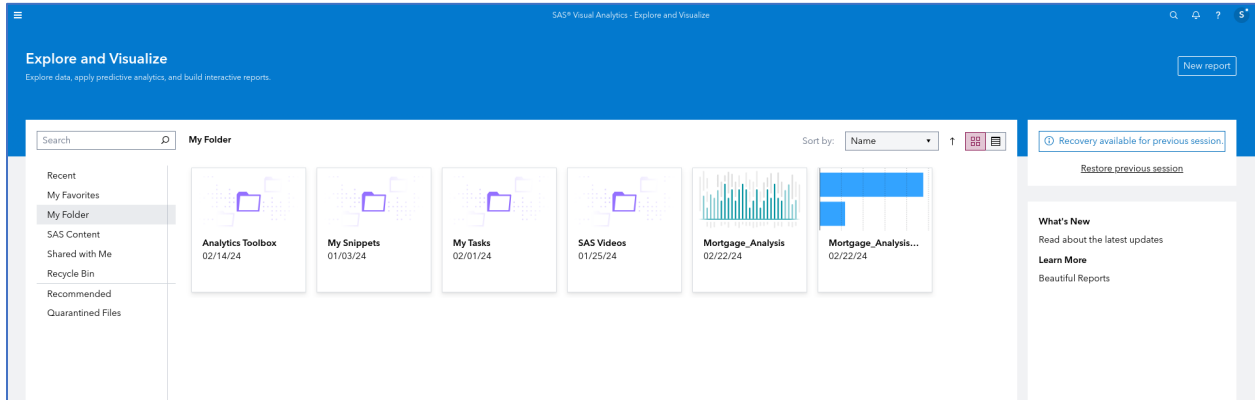 SAS® Visual Analytics - Explore and Visualize
?
S
Explore and Visualize
Explore data, apply predictive analytics, and build interactive reports.
New report
Search
My Folder
Sort by:
Name
Recovery available for previous session.
Restore previous session
Recent
My Favorites
My Folder
SAS Content
Shared with Me
Recycle Bin
Recommended
Quarantined Files
Analytics Toolbox
02/14/24
My Snippets
01/03/24
My Tasks
02/01/24
SAS Videos
01/25/24
Mortgage_Analysis
02/22/24
Mortgage_Analysis...
02/22/24
What's New
Read about the latest updates
Learn More
Beautiful Reports